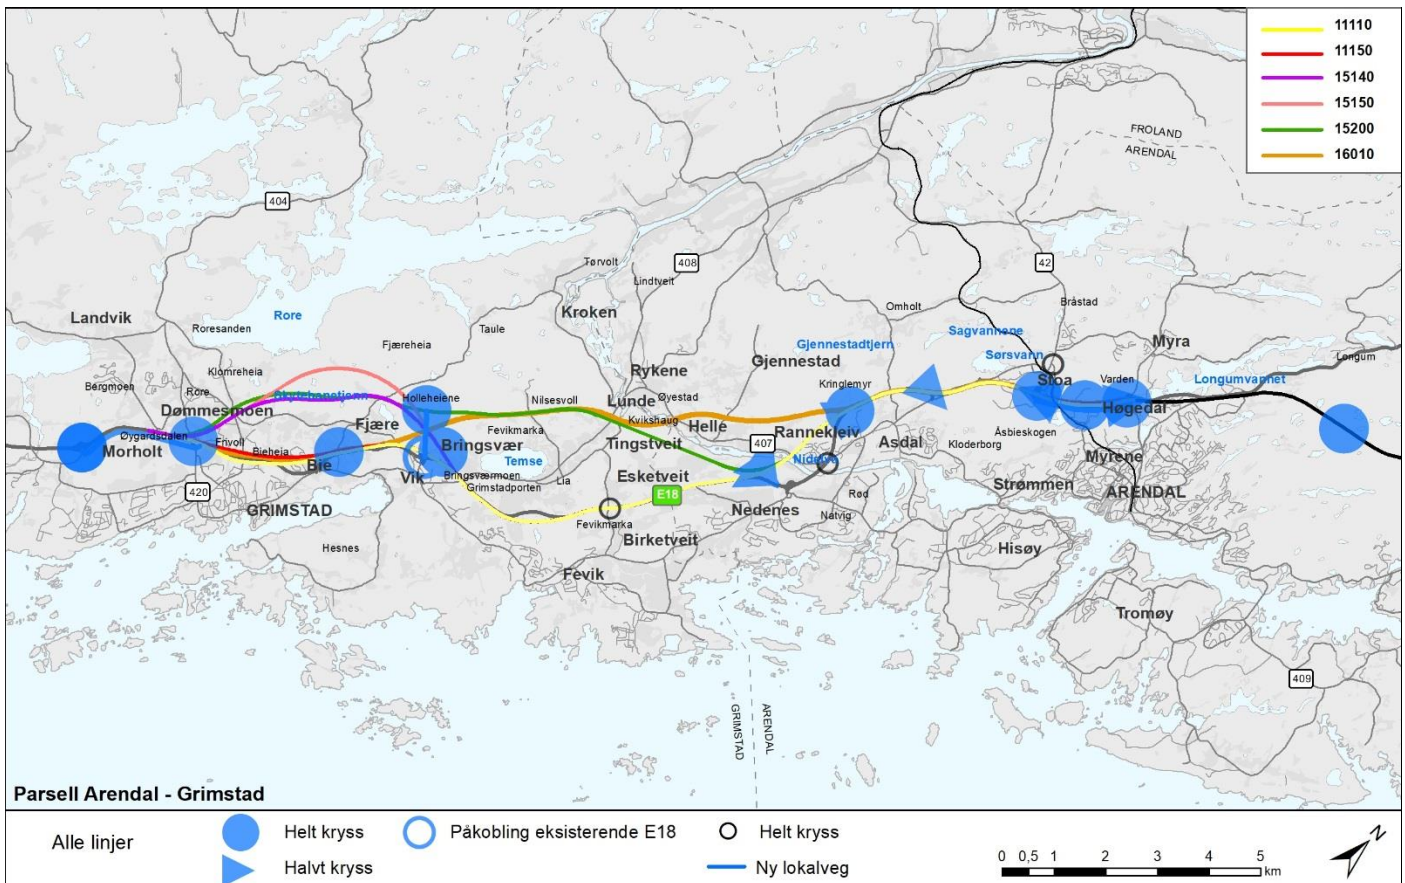 11110
11150
15140
15150
15200
16010
FROLAND
ARENDAL
404
408
42
Tørvolt
Lindtveit
Kroken
Omholt
Bråstad
Landvik
Rore
Roresanden
Taule
Fjæreheia
Gjennestadtjern
Sagvannene
Sørsvann
Myra
Longum
Klomreheia
Rykene
Gjennestad
Bergmoen
Rore
Holleheiene
Nilsesvoll
Lunde
Øyestad
Kringlemyr
Stoa
Varden
Longumvannet
Dømmesmoen
Fjære
Kvikshaug
Helle
Høgedal
Øygardsdalen
Frivoll
Fevikmarka
Rannekleiv
Åsbieskogen
Morholt
Bieheia
Bringsvær
Tingstveit
407
Asdal
Kloderborg
Bie
Temse
Myrene
Vik
Bringsværmoen
Grimstadporten
Lia
Esketveit
Strømmen
ARENDAL
420
E18
Rød
GRIMSTAD
Nedenes
Natvig
Fevikmarka
Birketveit
Hesnes
Hisøy
Fevik
Tromøy
409
GRIMSTAD
ARENDAL
Parsell Arendal - Grimstad
Alle linjer
Helt kryss
Påkobling eksisterende E18
Helt kryss
Halvt kryss
Ny lokalveg
0 0,5 1 2 3 4 5
km
N